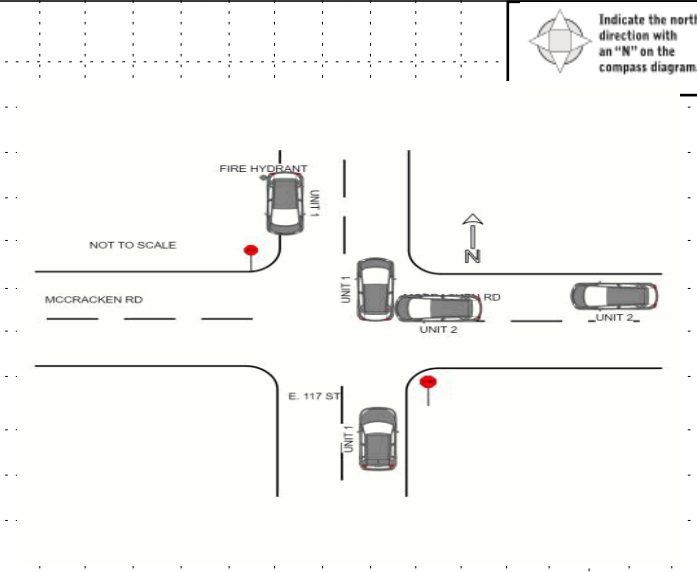 Indicate the north
direction with
an "N" on the
compass diagram.
FIRE HYDRANT
UNIT 1
NOT TO SCALE
N
MCCRACKEN RD
UNIT 1
RD
UNIT 2
UNIT 2
E. 117 ST
UNIT 1